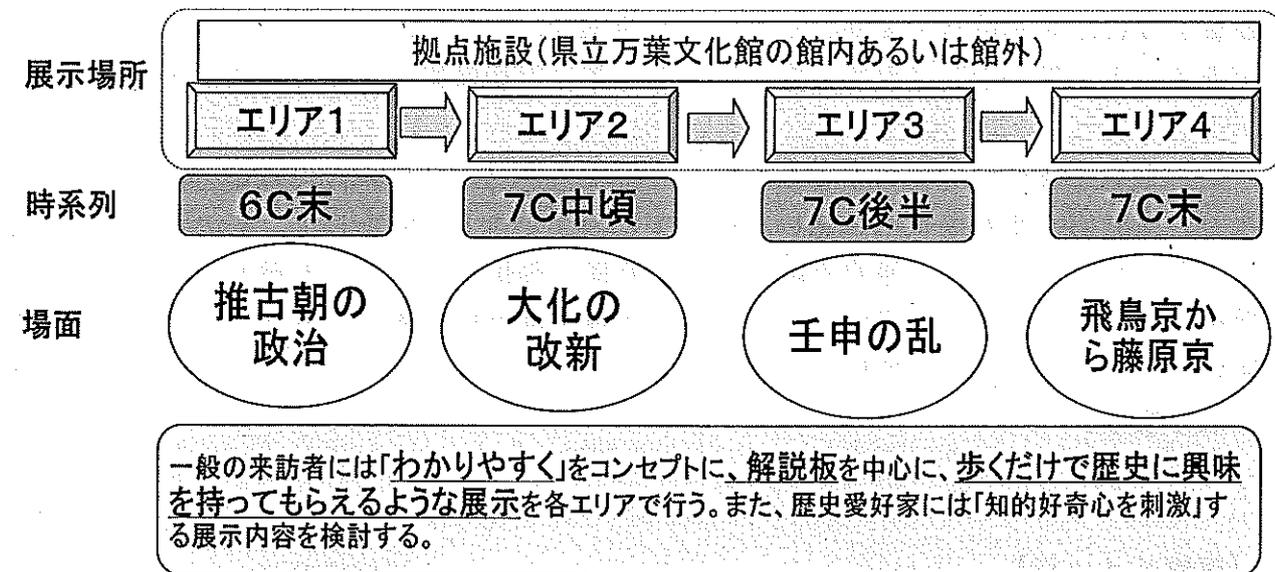 拠点施設(県立万葉文化館の館内あるいは館外)
展示場所
エリア1
エリア2
エリア3
エリア4
時系列
6C末
7C中頃
7C後半
7C末
場面
推古朝の
政治
大化の
改新
壬申の乱
飛鳥京か
ら藤原京
一般の来訪者には「わかりやすく」をコンセプトに、解説板を中心に、歩くだけで歴史に興味
を持ってもらえるような展示を各エリアで行う。また、歴史愛好家には「知的好奇心を刺激」す
る展示内容を検討する。